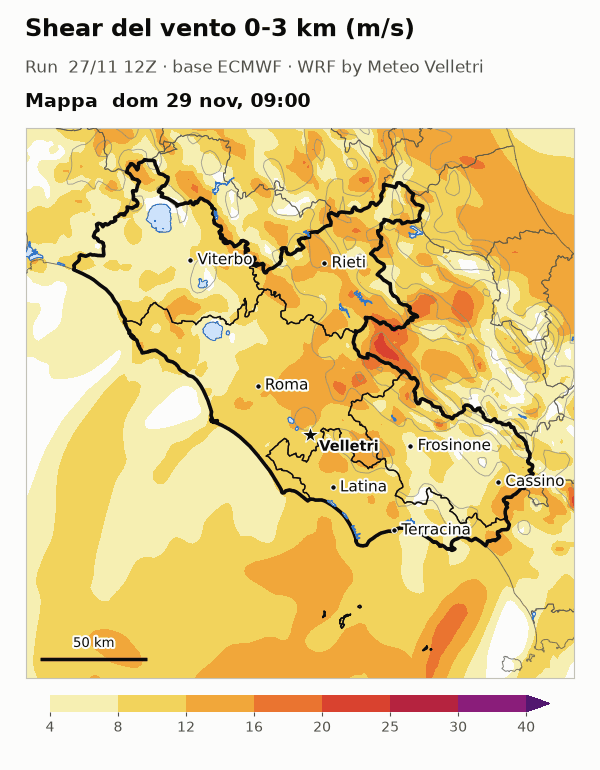 Shear del vento 0-3 km (m/s)
Run  27/11 12Z · base ECMWF · WRF by Meteo Velletri
Mappa  dom 29 nov, 09:00
Viterbo
Rieti
Roma
Velletri
Frosinone
Cassino
Latina
Terracina
50 km
4 8 12 16 20 25 30 40